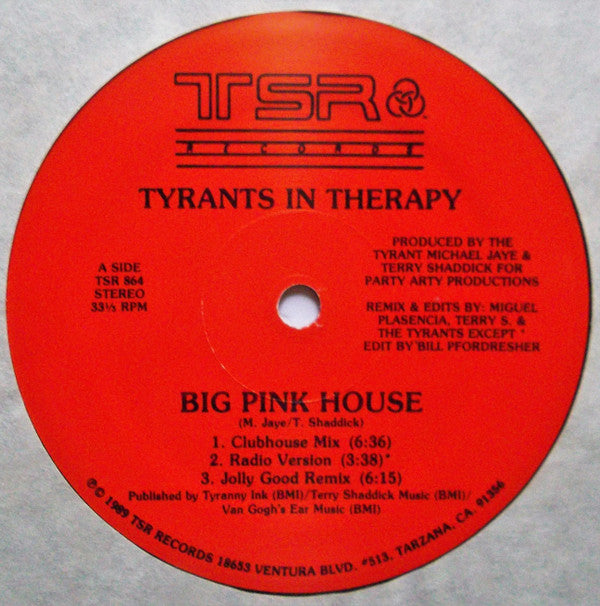 TSR
RECORDS
TYRANTS IN THERAPY
A SIDE
TSR 864
STEREO
33⅓ RPM
PRODUCED BY THE
TYRANT MICHAEL JAYE &
TERRY SHADDICK FOR
PARTY ARTY PRODUCTIONS
REMIX & EDITS BY: MIGUEL
PLASENCIA, TERRY S. &
THE TYRANTS EXCEPT *
EDIT BY BILL PFORDRESHER
BIG PINK HOUSE
(M. Jaye/T. Shaddick)
1. Clubhouse Mix (6:36)
2. Radio Version (3:38)*
3. Jolly Good Remix (6:15)
Published by Tyranny Ink (BMI)/Terry Shaddick Music (BMI)/
Van Gogh's Ear Music (BMI)
℗© 1989 TSR RECORDS 18653 VENTURA BLVD. #513, TARZANA, CA. 91356